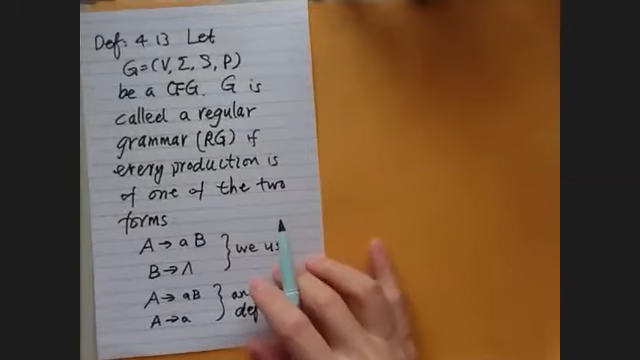 Def: 4.13 Let
G=(V, Σ, S, P)
be a CFG. G is
called a regular
grammar (RG) if
every production is
of one of the two
forms
A → aB
B → Λ } we us
A → aB
A → a }